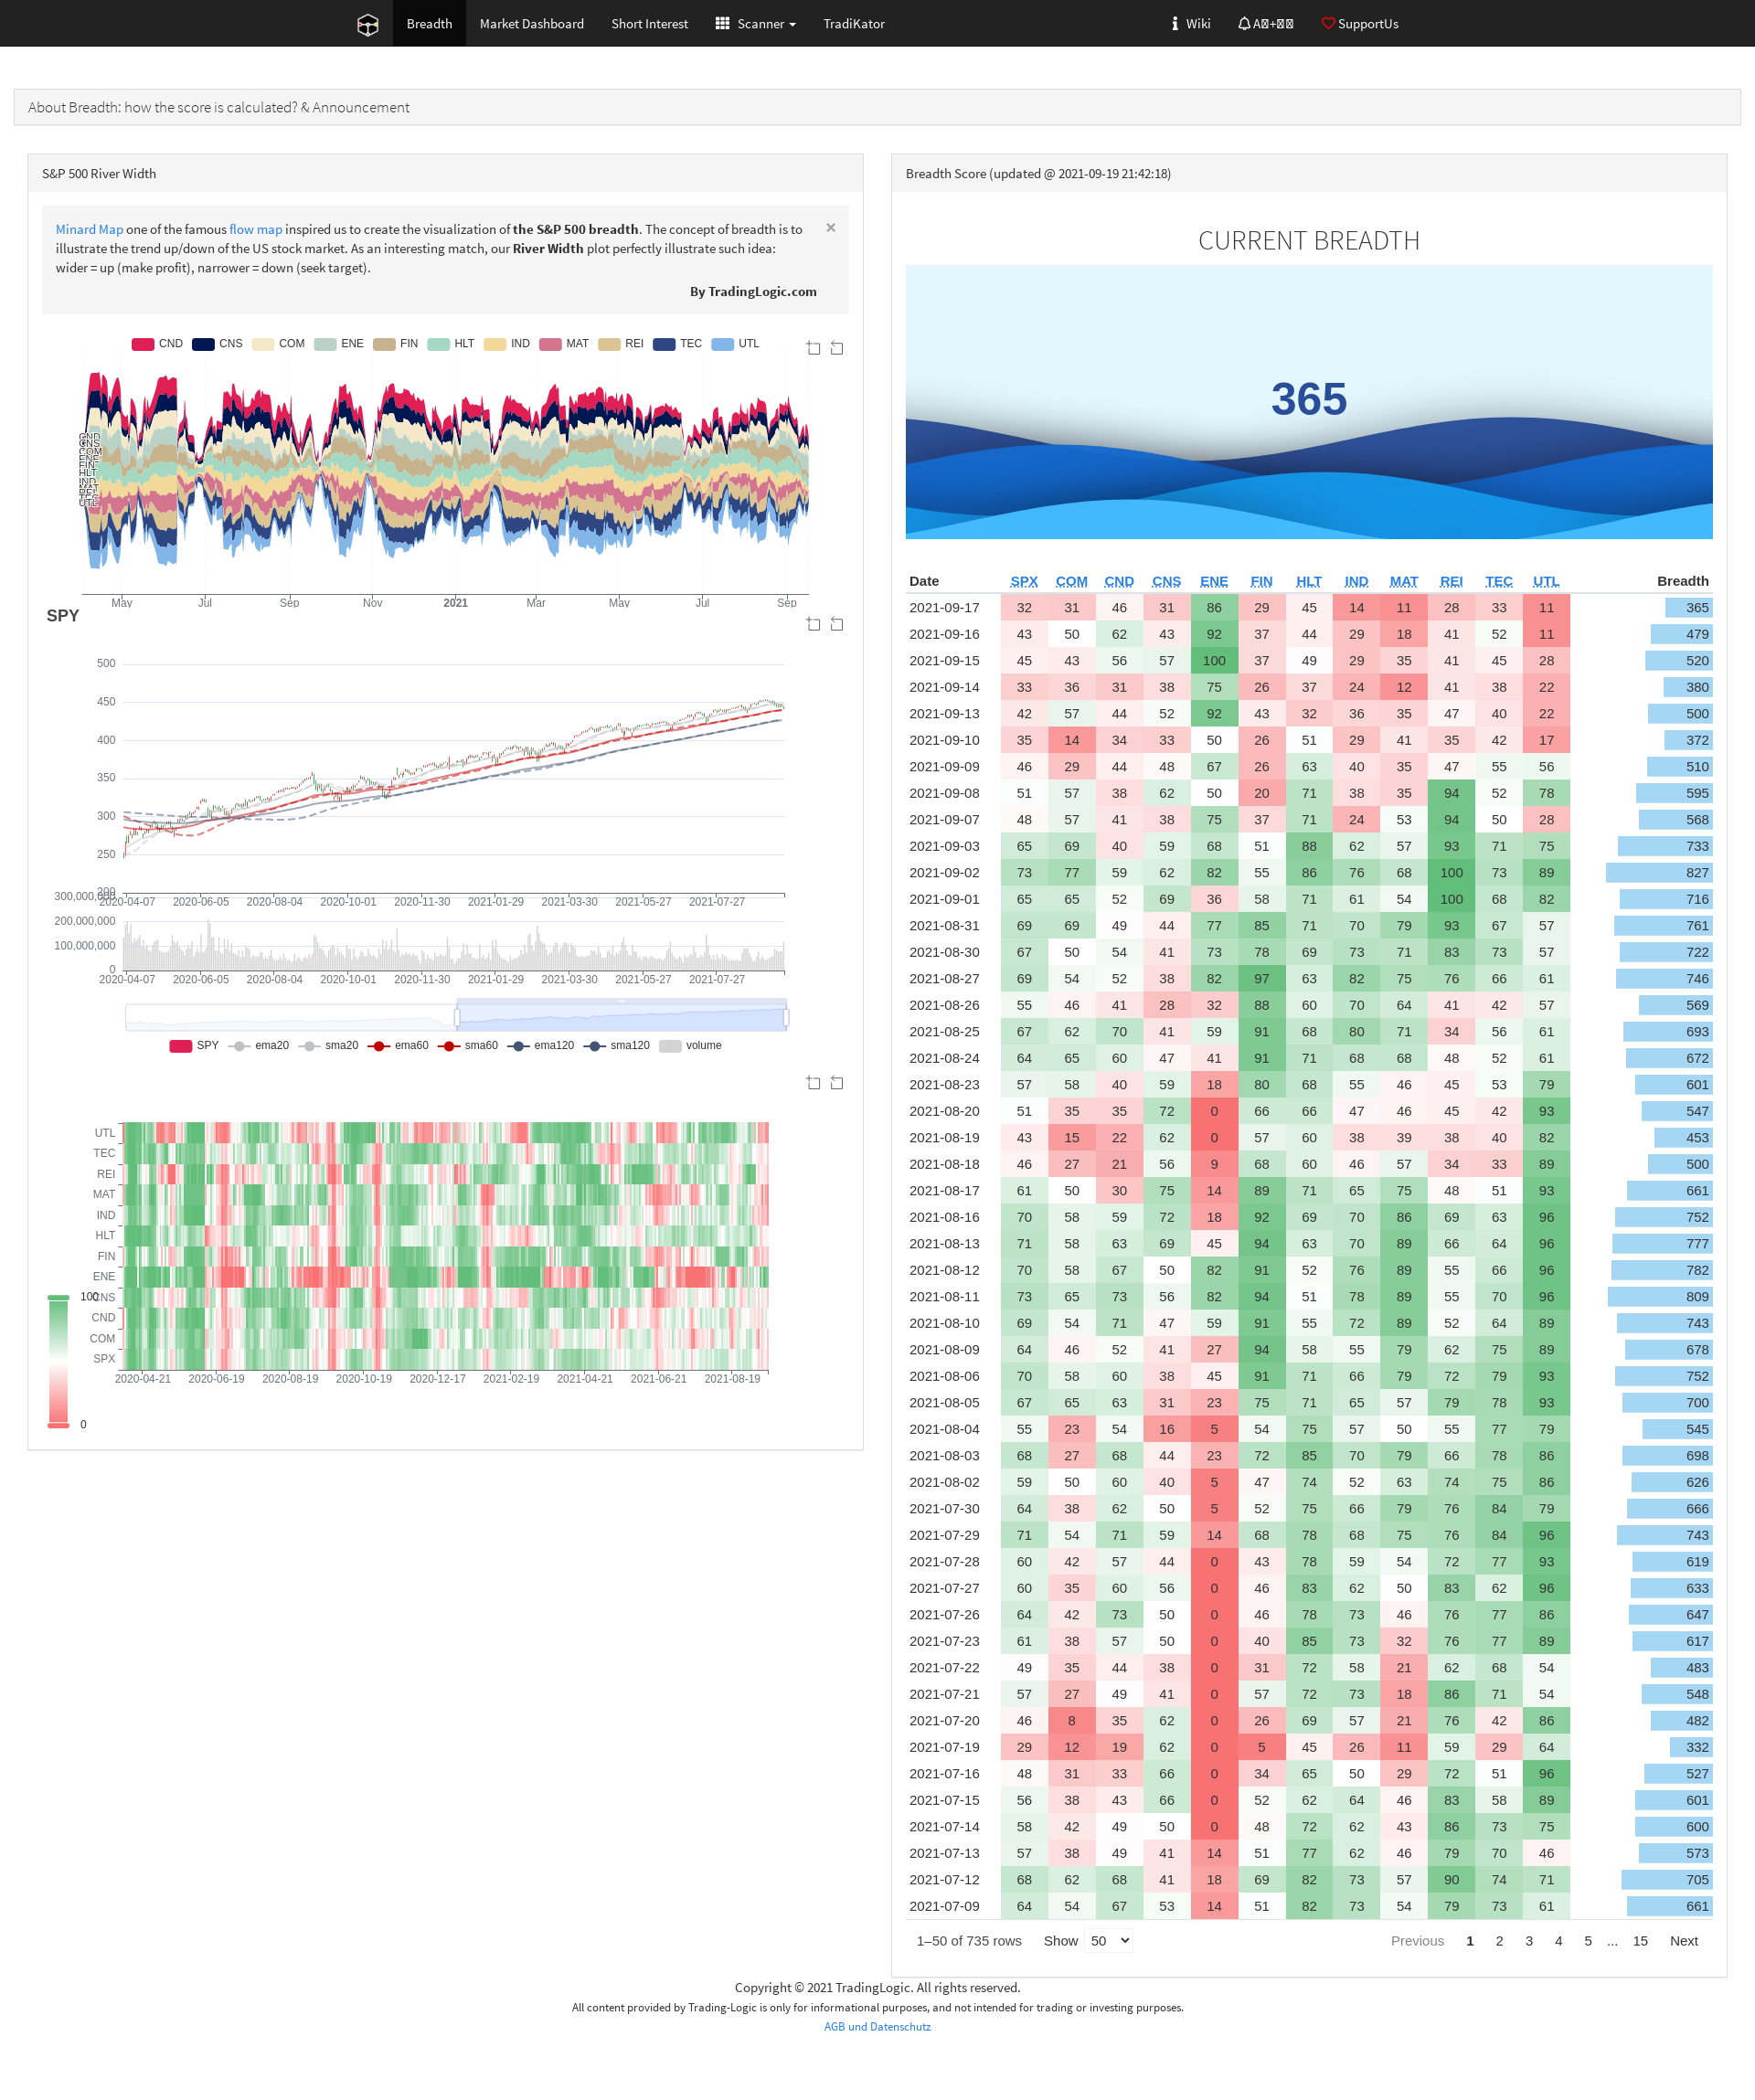 Breadth Market Dashboard Short Interest Scanner TradiKator Wiki SupportUs
About Breadth: how the score is calculated? & Announcement
S&P 500 River Width
Minard Map one of the famous flow map inspired us to create the visualization of the S&P 500 breadth. The concept of breadth is to
illustrate the trend up/down of the US stock market. As an interesting match, our River Width plot perfectly illustrate such idea:
wider = up (make profit), narrower = down (seek target).
By TradingLogic.com
×
CND CNS COM ENE FIN HLT IND MAT REI TEC UTL
CND
CNS
COM
ENE
FIN
HLT
IND
MAT
REI
TEC
UTL
May Jul Sep Nov 2021 Mar May Jul Sep
SPY
500
450
400
350
300
250
200
2020-04-07 2020-06-05 2020-08-04 2020-10-01 2020-11-30 2021-01-29 2021-03-30 2021-05-27 2021-07-27
300,000,000
200,000,000
100,000,000
0
2020-04-07 2020-06-05 2020-08-04 2020-10-01 2020-11-30 2021-01-29 2021-03-30 2021-05-27 2021-07-27
SPY ema20 sma20 ema60 sma60 ema120 sma120 volume
UTL
TEC
REI
MAT
IND
HLT
FIN
ENE
CNS
CND
COM
SPX
2020-04-21 2020-06-19 2020-08-19 2020-10-19 2020-12-17 2021-02-19 2021-04-21 2021-06-21 2021-08-19
100
0
Breadth Score (updated @ 2021-09-19 21:42:18)
CURRENT BREADTH
365
Date SPX COM CND CNS ENE FIN HLT IND MAT REI TEC UTL Breadth
2021-09-17 32 31 46 31 86 29 45 14 11 28 33 11 365
2021-09-16 43 50 62 43 92 37 44 29 18 41 52 11 479
2021-09-15 45 43 56 57 100 37 49 29 35 41 45 28 520
2021-09-14 33 36 31 38 75 26 37 24 12 41 38 22 380
2021-09-13 42 57 44 52 92 43 32 36 35 47 40 22 500
2021-09-10 35 14 34 33 50 26 51 29 41 35 42 17 372
2021-09-09 46 29 44 48 67 26 63 40 35 47 55 56 510
2021-09-08 51 57 38 62 50 20 71 38 35 94 52 78 595
2021-09-07 48 57 41 38 75 37 71 24 53 94 50 28 568
2021-09-03 65 69 40 59 68 51 88 62 57 93 71 75 733
2021-09-02 73 77 59 62 82 55 86 76 68 100 73 89 827
2021-09-01 65 65 52 69 36 58 71 61 54 100 68 82 716
2021-08-31 69 69 49 44 77 85 71 70 79 93 67 57 761
2021-08-30 67 50 54 41 73 78 69 73 71 83 73 57 722
2021-08-27 69 54 52 38 82 97 63 82 75 76 66 61 746
2021-08-26 55 46 41 28 32 88 60 70 64 41 42 57 569
2021-08-25 67 62 70 41 59 91 68 80 71 34 56 61 693
2021-08-24 64 65 60 47 41 91 71 68 68 48 52 61 672
2021-08-23 57 58 40 59 18 80 68 55 46 45 53 79 601
2021-08-20 51 35 35 72 0 66 66 47 46 45 42 93 547
2021-08-19 43 15 22 62 0 57 60 38 39 38 40 82 453
2021-08-18 46 27 21 56 9 68 60 46 57 34 33 89 500
2021-08-17 61 50 30 75 14 89 71 65 75 48 51 93 661
2021-08-16 70 58 59 72 18 92 69 70 86 69 63 96 752
2021-08-13 71 58 63 69 45 94 63 70 89 66 64 96 777
2021-08-12 70 58 67 50 82 91 52 76 89 55 66 96 782
2021-08-11 73 65 73 56 82 94 51 78 89 55 70 96 809
2021-08-10 69 54 71 47 59 91 55 72 89 52 64 89 743
2021-08-09 64 46 52 41 27 94 58 55 79 62 75 89 678
2021-08-06 70 58 60 38 45 91 71 66 79 72 79 93 752
2021-08-05 67 65 63 31 23 75 71 65 57 79 78 93 700
2021-08-04 55 23 54 16 5 54 75 57 50 55 77 79 545
2021-08-03 68 27 68 44 23 72 85 70 79 66 78 86 698
2021-08-02 59 50 60 40 5 47 74 52 63 74 75 86 626
2021-07-30 64 38 62 50 5 52 75 66 79 76 84 79 666
2021-07-29 71 54 71 59 14 68 78 68 75 76 84 96 743
2021-07-28 60 42 57 44 0 43 78 59 54 72 77 93 619
2021-07-27 60 35 60 56 0 46 83 62 50 83 62 96 633
2021-07-26 64 42 73 50 0 46 78 73 46 76 77 86 647
2021-07-23 61 38 57 50 0 40 85 73 32 76 77 89 617
2021-07-22 49 35 44 38 0 31 72 58 21 62 68 54 483
2021-07-21 57 27 49 41 0 57 72 73 18 86 71 54 548
2021-07-20 46 8 35 62 0 26 69 57 21 76 42 86 482
2021-07-19 29 12 19 62 0 5 45 26 11 59 29 64 332
2021-07-16 48 31 33 66 0 34 65 50 29 72 51 96 527
2021-07-15 56 38 43 66 0 52 62 64 46 83 58 89 601
2021-07-14 58 42 49 50 0 48 72 62 43 86 73 75 600
2021-07-13 57 38 49 41 14 51 77 62 46 79 70 46 573
2021-07-12 68 62 68 41 18 69 82 73 57 90 74 71 705
2021-07-09 64 54 67 53 14 51 82 73 54 79 73 61 661
1–50 of 735 rows Show 50 Previous 1 2 3 4 5 ... 15 Next
Copyright © 2021 TradingLogic. All rights reserved.
All content provided by Trading-Logic is only for informational purposes, and not intended for trading or investing purposes.
AGB und Datenschutz